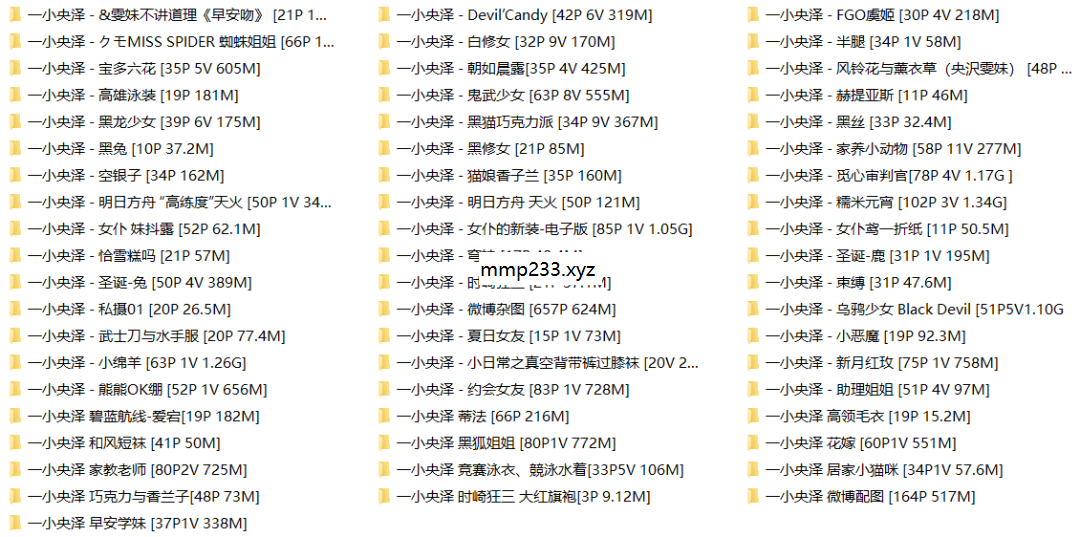 一小央泽 - &雯妹不讲道理《早安吻》 [21P 1...
一小央泽 - クモMISS SPIDER 蜘蛛姐姐 [66P 1...
一小央泽 - 宝多六花 [35P 5V 605M]
一小央泽 - 高雄泳装 [19P 181M]
一小央泽 - 黑龙少女 [39P 6V 175M]
一小央泽 - 黑兔 [10P 37.2M]
一小央泽 - 空银子 [34P 162M]
一小央泽 - 明日方舟 “高练度”天火 [50P 1V 34...
一小央泽 - 女仆 妹抖露 [52P 62.1M]
一小央泽 - 恰雪糕吗 [21P 57M]
一小央泽 - 圣诞-兔 [50P 4V 389M]
一小央泽 - 私摄01 [20P 26.5M]
一小央泽 - 武士刀与水手服 [20P 77.4M]
一小央泽 - 小绵羊 [63P 1V 1.26G]
一小央泽 - 熊熊OK绷 [52P 1V 656M]
一小央泽 碧蓝航线-爱宕[19P 182M]
一小央泽 和风短袜 [41P 50M]
一小央泽 家教老师 [80P2V 725M]
一小央泽 巧克力与香兰子[48P 73M]
一小央泽 早安学妹 [37P1V 338M]
一小央泽 - Devil’Candy [42P 6V 319M]
一小央泽 - 白修女 [32P 9V 170M]
一小央泽 - 朝如晨露[35P 4V 425M]
一小央泽 - 鬼武少女 [63P 8V 555M]
一小央泽 - 黑猫巧克力派 [34P 9V 367M]
一小央泽 - 黑修女 [21P 85M]
一小央泽 - 猫娘香子兰 [35P 160M]
一小央泽 - 明日方舟 天火 [50P 121M]
一小央泽 - 女仆的新装-电子版 [85P 1V 1.05G]
一小央泽 -
mmp233.xyz
一小央泽 -
一小央泽 - 微博杂图 [657P 624M]
一小央泽 - 夏日女友 [15P 1V 73M]
一小央泽 - 小日常之真空背带裤过膝袜 [20V 2...
一小央泽 - 约会女友 [83P 1V 728M]
一小央泽 蒂法 [66P 216M]
一小央泽 黑狐姐姐 [80P1V 772M]
一小央泽 竞赛泳衣、競泳水着[33P5V 106M]
一小央泽 时崎狂三 大红旗袍[3P 9.12M]
一小央泽 - FGO虞姬 [30P 4V 218M]
一小央泽 - 半腿 [34P 1V 58M]
一小央泽 - 风铃花与薰衣草（央沢雯妹） [48P ...
一小央泽 - 赫提亚斯 [11P 46M]
一小央泽 - 黑丝 [33P 32.4M]
一小央泽 - 家养小动物 [58P 11V 277M]
一小央泽 - 觅心审判官[78P 4V 1.17G ]
一小央泽 - 糯米元宵 [102P 3V 1.34G]
一小央泽 - 女仆鸢一折纸 [11P 50.5M]
一小央泽 - 圣诞-鹿 [31P 1V 195M]
一小央泽 - 束缚 [31P 47.6M]
一小央泽 - 乌鸦少女 Black Devil [51P5V1.10G
一小央泽 - 小恶魔 [19P 92.3M]
一小央泽 - 新月红玫 [75P 1V 758M]
一小央泽 - 助理姐姐 [51P 4V 97M]
一小央泽 高领毛衣 [19P 15.2M]
一小央泽 花嫁 [60P1V 551M]
一小央泽 居家小猫咪 [34P1V 57.6M]
一小央泽 微博配图 [164P 517M]